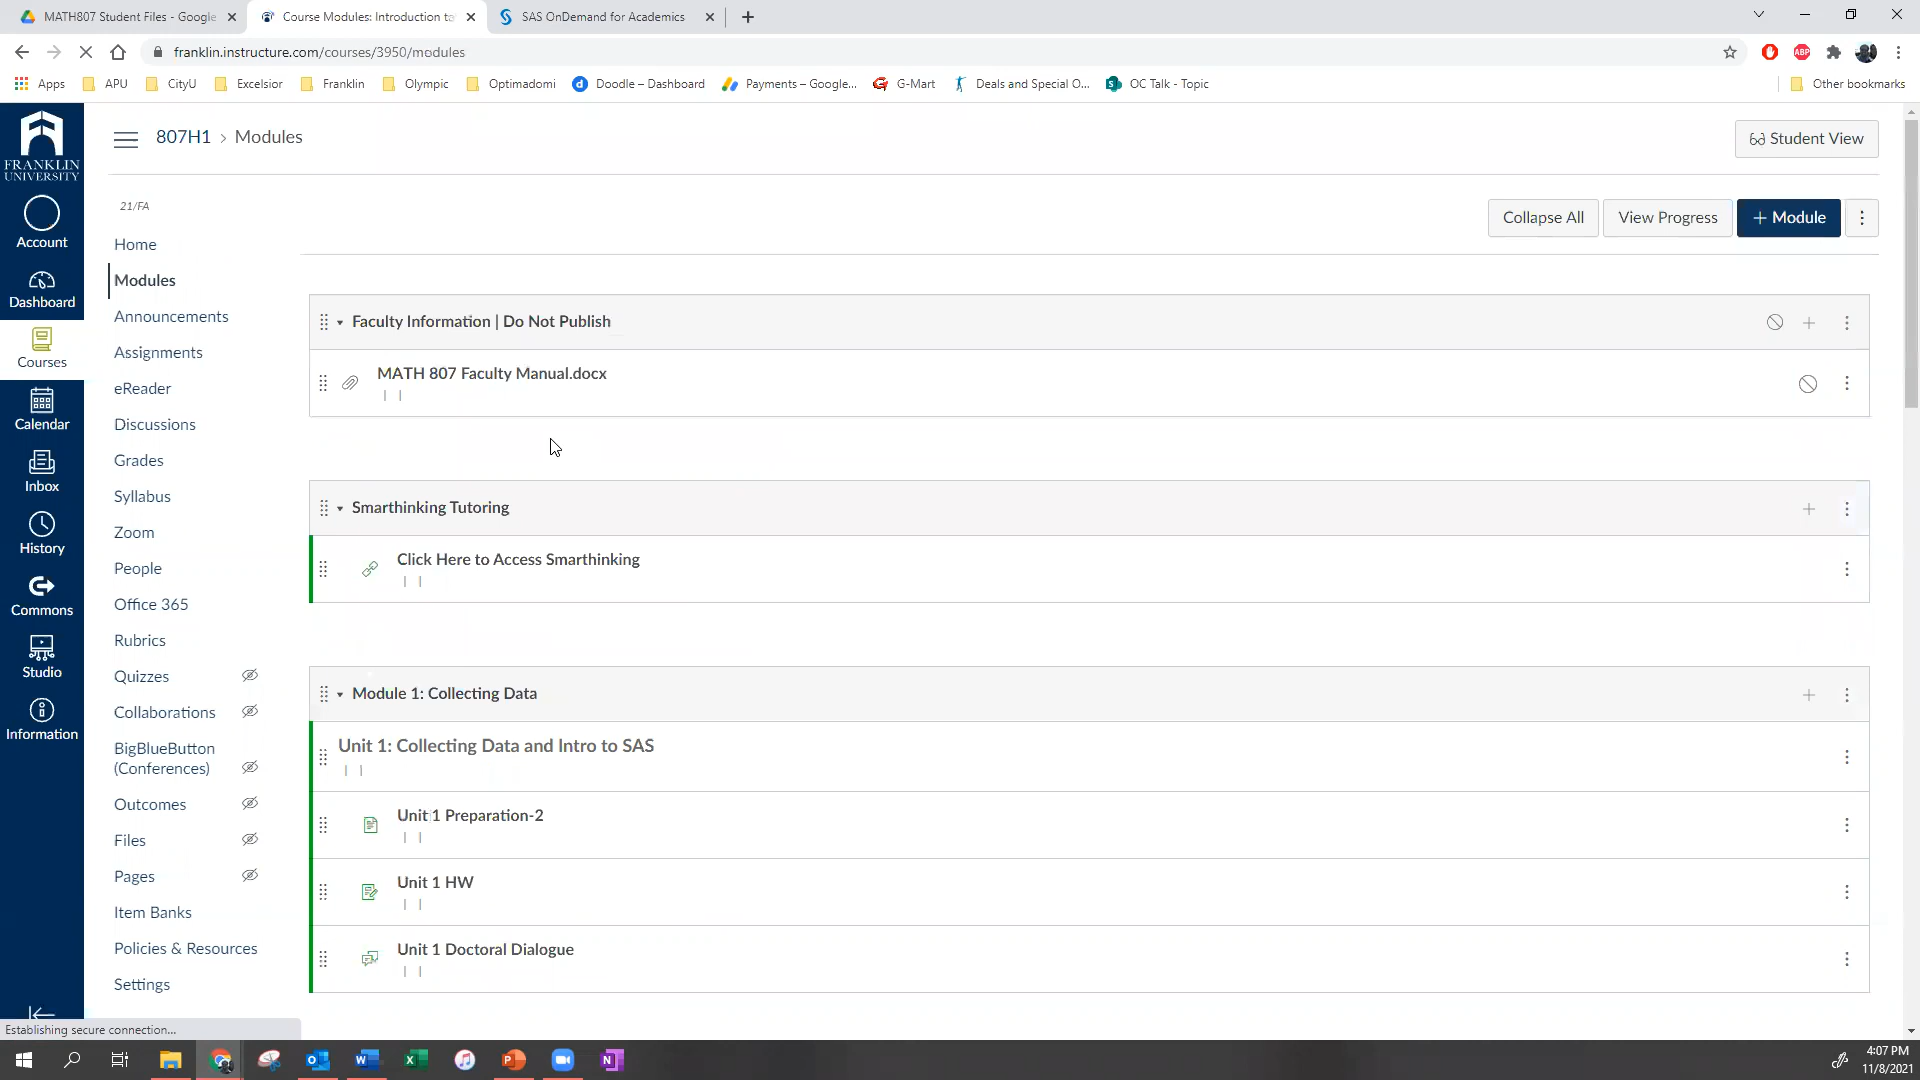 MATH807 Student Files - Google
Course Modules: Introduction to
SAS OnDemand for Academics
franklin.instructure.com/courses/3950/modules
ABP
Apps
APU
CityU
Excelsior
Franklin
Olympic
Optimadomi
Doodle – Dashboard
Payments – Google...
G-Mart
Deals and Special O...
OC Talk - Topic
Other bookmarks
FRANKLIN
UNIVERSITY
Account
Dashboard
Courses
Calendar
Inbox
History
Commons
Studio
Information
807H1 › Modules
Student View
21/FA
Home
Modules
Announcements
Assignments
eReader
Discussions
Grades
Syllabus
Zoom
People
Office 365
Rubrics
Quizzes
Collaborations
BigBlueButton
(Conferences)
Outcomes
Files
Pages
Item Banks
Policies & Resources
Settings
Collapse All
View Progress
+ Module
Faculty Information | Do Not Publish
MATH 807 Faculty Manual.docx
| |
Smarthinking Tutoring
Click Here to Access Smarthinking
| |
Module 1: Collecting Data
Unit 1: Collecting Data and Intro to SAS
| |
Unit 1 Preparation-2
| |
Unit 1 HW
| |
Unit 1 Doctoral Dialogue
| |
Establishing secure connection...
4:07 PM
11/8/2021